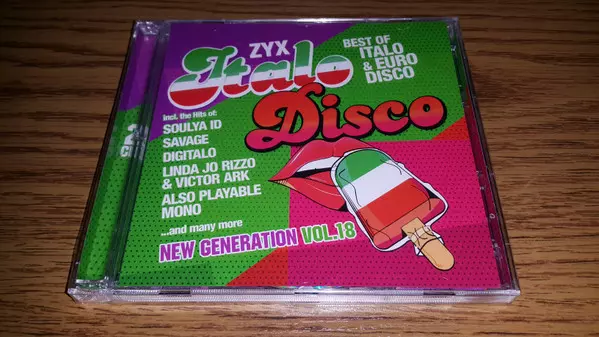 ZYX
Italo
Disco
BEST OF
ITALO
& EURO
DISCO
incl. the Hits of:
SOULYA ID
SAVAGE
DIGITALO
LINDA JO RIZZO
& VICTOR ARK
ALSO PLAYABLE
MONO
...and many more
NEW GENERATION VOL.18